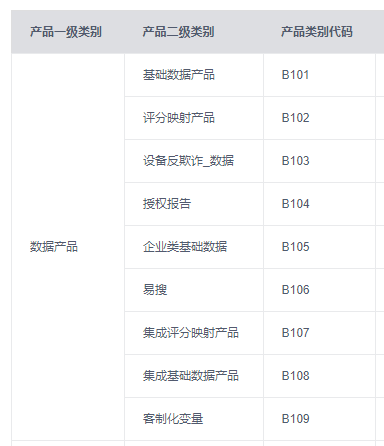 产品一级类别 产品二级类别 产品类别代码
基础数据产品 B101
评分映射产品 B102
设备反欺诈_数据 B103
授权报告 B104
数据产品 企业类基础数据 B105
易搜 B106
集成评分映射产品 B107
集成基础数据产品 B108
客制化变量 B109